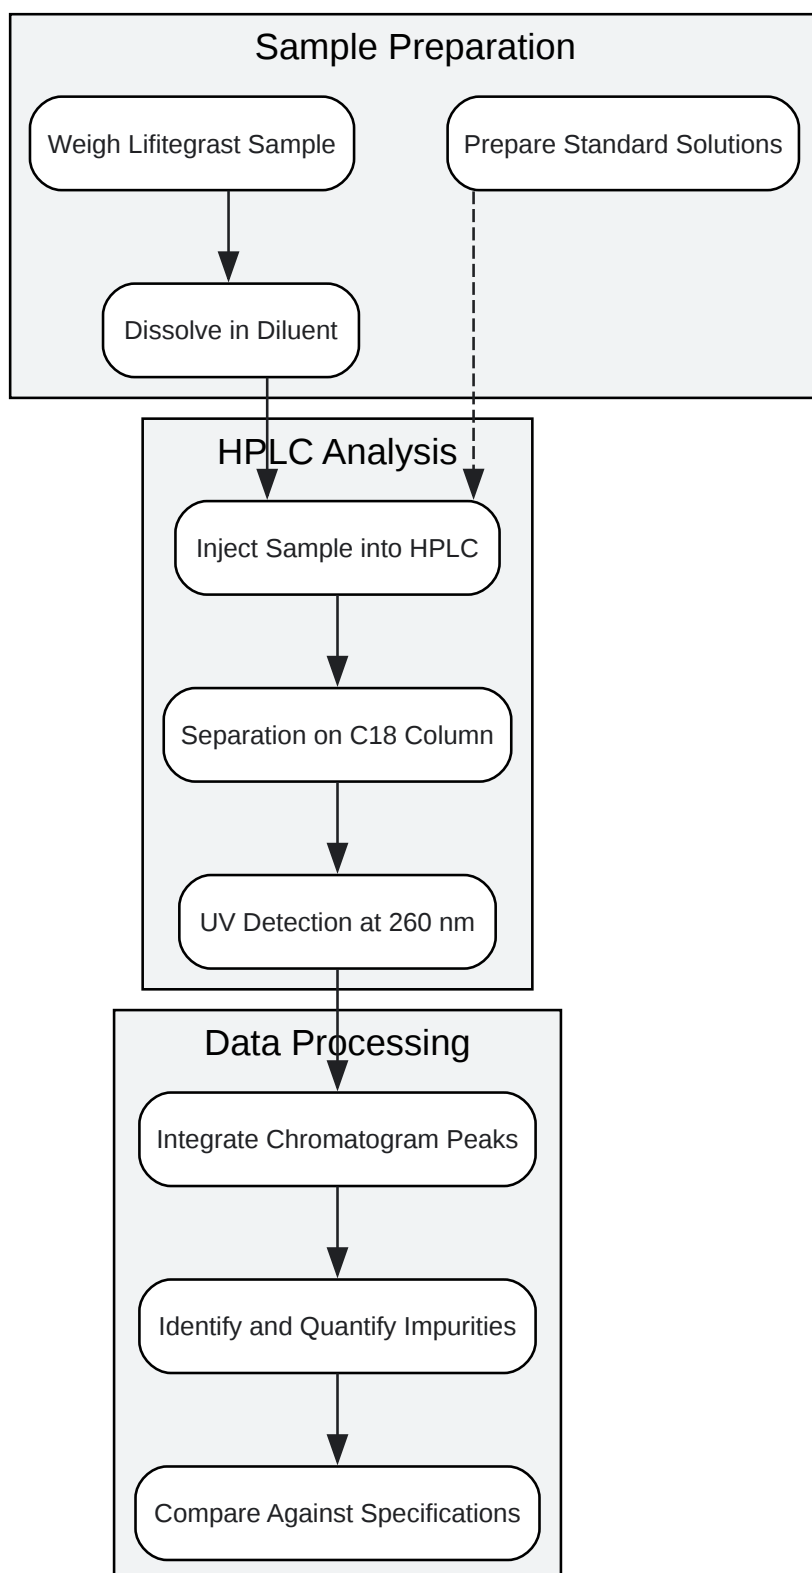 Sample Preparation
Weigh Lifitegrast Sample
Prepare Standard Solutions
Dissolve in Diluent
HPLC Analysis
Inject Sample into HPLC
Separation on C18 Column
UV Detection at 260 nm
Data Processing
Integrate Chromatogram Peaks
Identify and Quantify Impurities
Compare Against Specifications